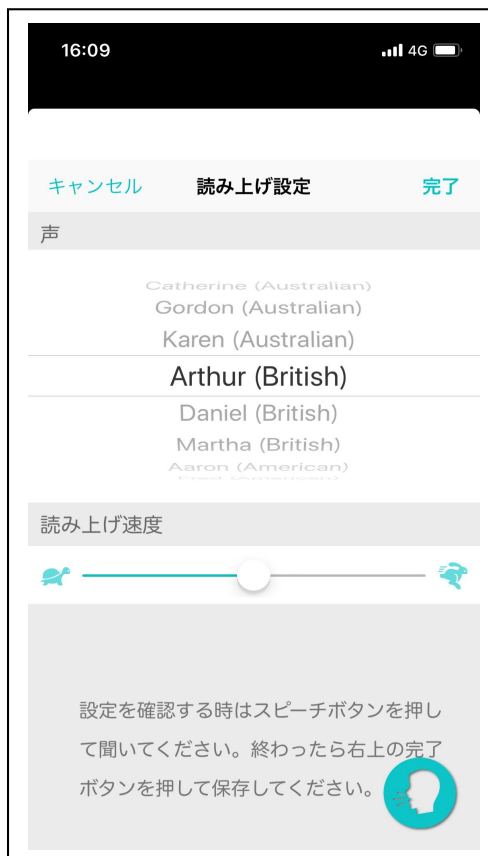 16:09
4G
キャンセル
読み上げ設定
完了
声
Catherine (Australian)
Gordon (Australian)
Karen (Australian)
Arthur (British)
Daniel (British)
Martha (British)
Aaron (American)
読み上げ速度
設定を確認する時はスピーチボタンを押し
て聞いてください。終わったら右上の完了
ボタンを押して保存してください。